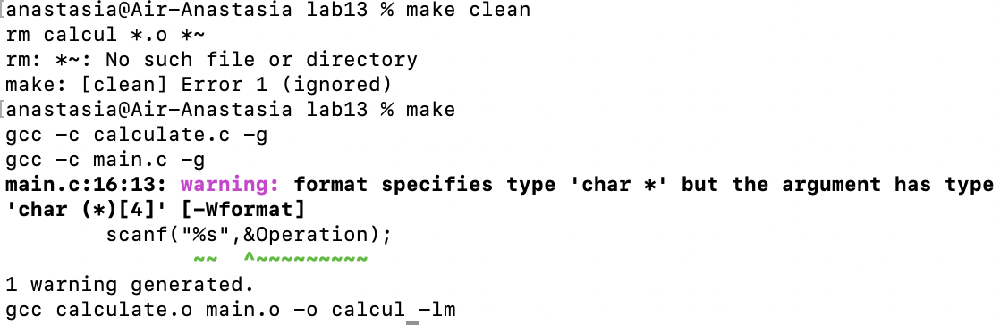 [anastasia@Air-Anastasia lab13 % make clean
rm calcul *.o *~
rm: *~: No such file or directory
make: [clean] Error 1 (ignored)
[anastasia@Air-Anastasia lab13 % make
gcc -c calculate.c -g
gcc -c main.c -g
main.c:16:13: warning: format specifies type 'char *' but the argument has type
'char (*)[4]' [-Wformat]
        scanf("%s",&Operation);
               ~~  ^~~~~~~~~~
1 warning generated.
gcc calculate.o main.o -o calcul -lm